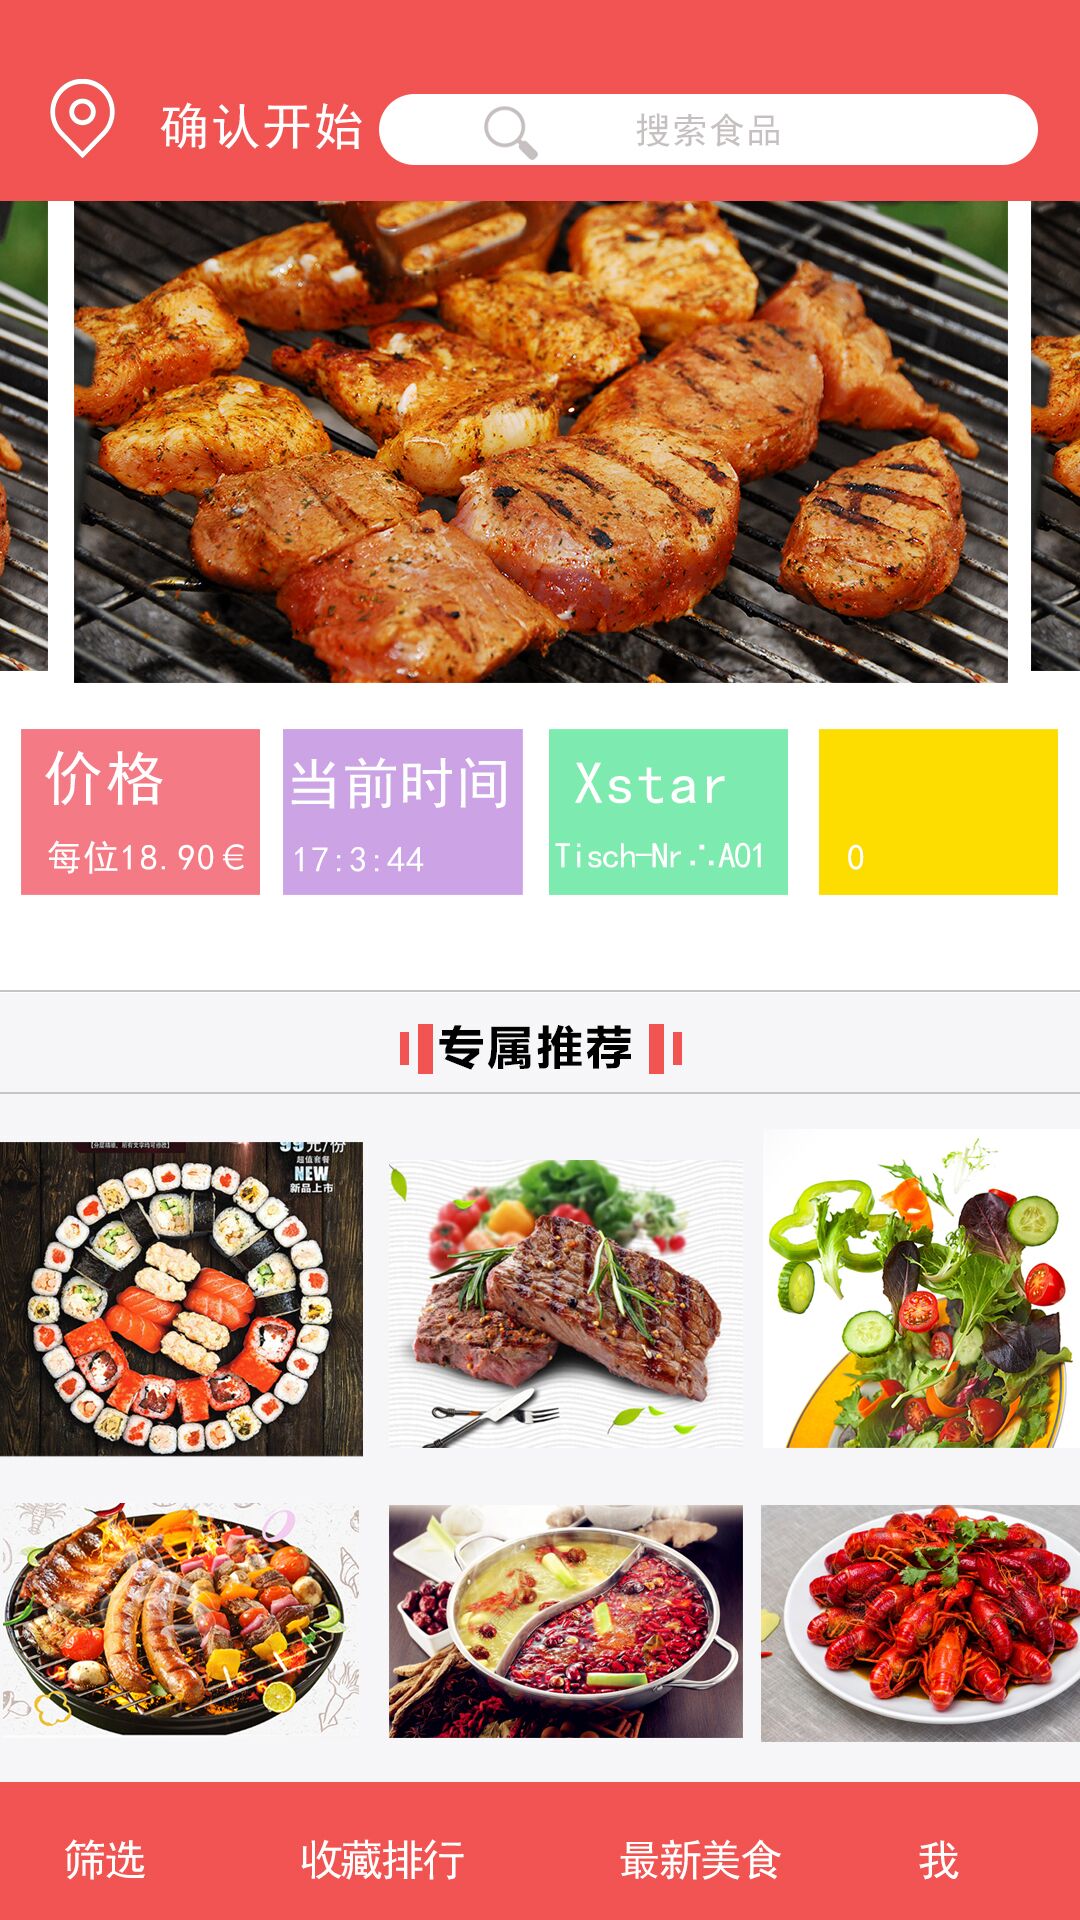 确认开始
搜索食品
价格
每位18.90€
当前时间
17:3:44
Xstar
Tisch-Nr.:A01
0
专属推荐
99元/份
超值套餐
NEW
新品上市
筛选
收藏排行
最新美食
我